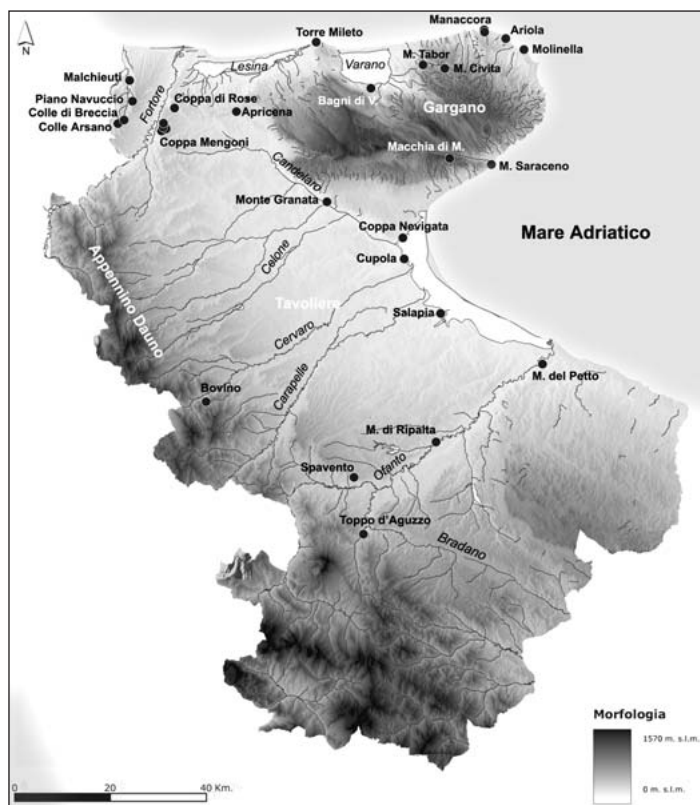 Manaccora
Ariola
Torre Mileto
Molinella
N
Lesina
Varano
M. Tabor
M. Civita
Malchieuti
Bagni di V.
Piano Navuccio
Fortore
Coppa di Rose
Gargano
Colle di Breccia
Apricena
Colle Arsano
Coppa Mengoni
Macchia di M.
M. Saraceno
Candelaro
Monte Granata
Coppa Nevigata
Mare Adriatico
Celone
Cupola
Appennino Dauno
Tavoliere
Salapia
Cervaro
M. del Petto
Carapelle
Bovino
M. di Ripalta
Spavento
Ofanto
Toppo d'Aguzzo
Bradano
Morfologia
1570 m. s.l.m.
0 m. s.l.m.
0 20 40 Km.